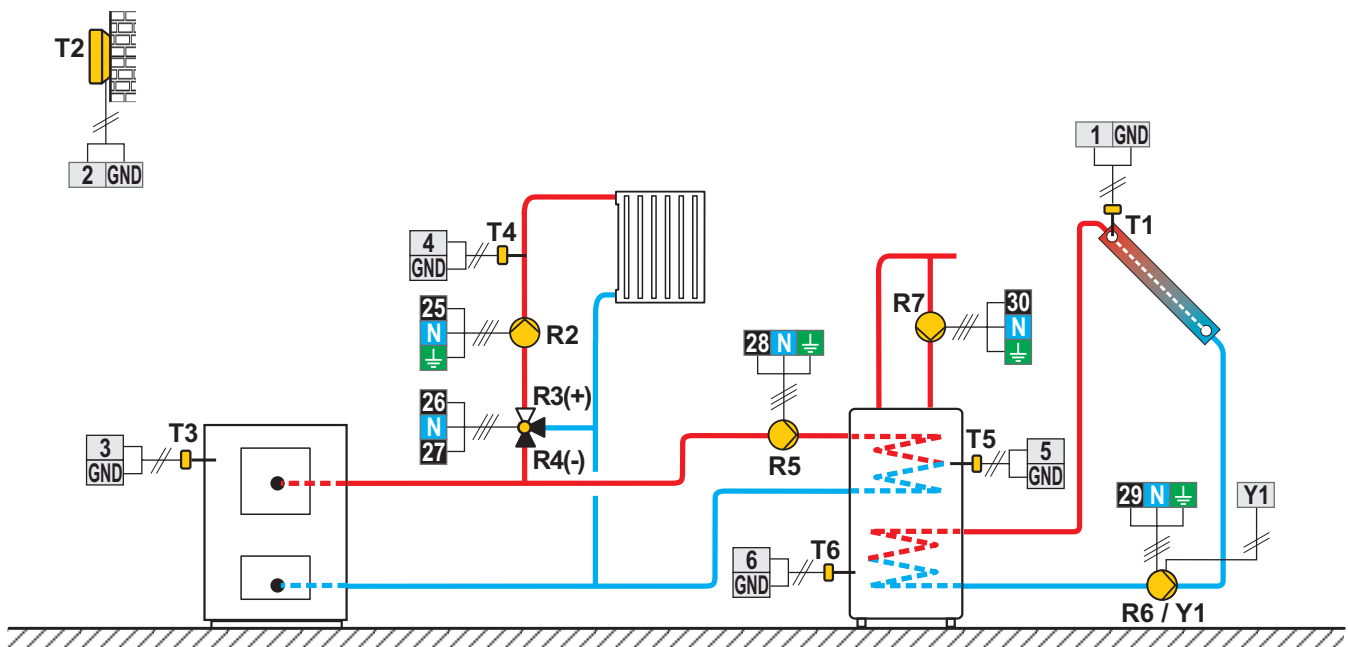 T2
2 GND
1 GND
T1
4
GND
T4
25
N
R2
26
N
27
R3(+)
R4(-)
3
GND
T3
28 N
R5
R7
30
N
T5
5
GND
6
GND
T6
29 N
Y1
R6 / Y1